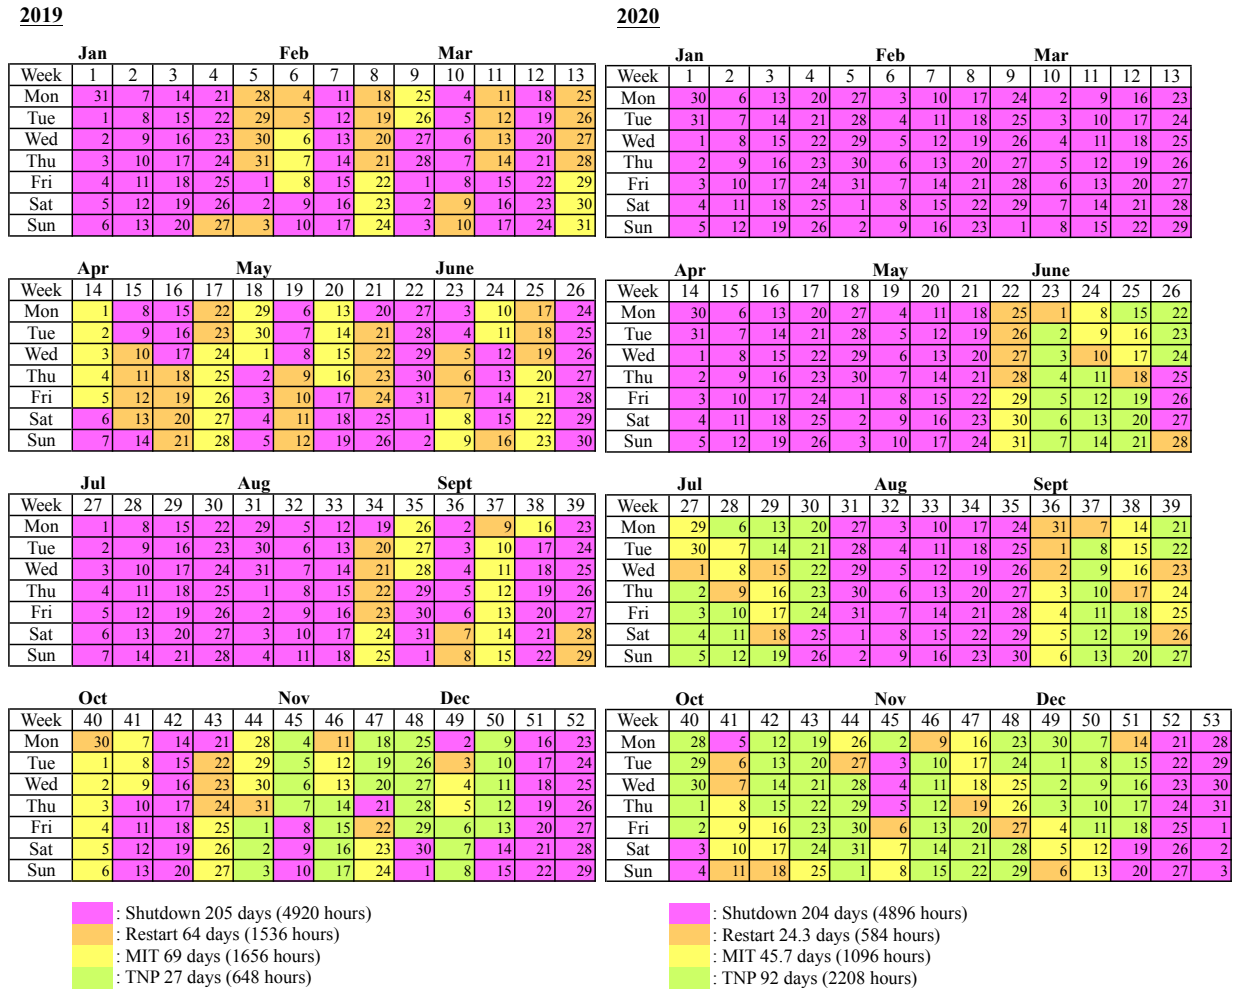 2019
Jan Feb Mar
Week 1 2 3 4 5 6 7 8 9 10 11 12 13
Mon 31 7 14 21 28 4 11 18 25 4 11 18 25
Tue 1 8 15 22 29 5 12 19 26 5 12 19 26
Wed 2 9 16 23 30 6 13 20 27 6 13 20 27
Thu 3 10 17 24 31 7 14 21 28 7 14 21 28
Fri 4 11 18 25 1 8 15 22 1 8 15 22 29
Sat 5 12 19 26 2 9 16 23 2 9 16 23 30
Sun 6 13 20 27 3 10 17 24 3 10 17 24 31
Apr May June
Week 14 15 16 17 18 19 20 21 22 23 24 25 26
Mon 1 8 15 22 29 6 13 20 27 3 10 17 24
Tue 2 9 16 23 30 7 14 21 28 4 11 18 25
Wed 3 10 17 24 1 8 15 22 29 5 12 19 26
Thu 4 11 18 25 2 9 16 23 30 6 13 20 27
Fri 5 12 19 26 3 10 17 24 31 7 14 21 28
Sat 6 13 20 27 4 11 18 25 1 8 15 22 29
Sun 7 14 21 28 5 12 19 26 2 9 16 23 30
Jul Aug Sept
Week 27 28 29 30 31 32 33 34 35 36 37 38 39
Mon 1 8 15 22 29 5 12 19 26 2 9 16 23
Tue 2 9 16 23 30 6 13 20 27 3 10 17 24
Wed 3 10 17 24 31 7 14 21 28 4 11 18 25
Thu 4 11 18 25 1 8 15 22 29 5 12 19 26
Fri 5 12 19 26 2 9 16 23 30 6 13 20 27
Sat 6 13 20 27 3 10 17 24 31 7 14 21 28
Sun 7 14 21 28 4 11 18 25 1 8 15 22 29
Oct Nov Dec
Week 40 41 42 43 44 45 46 47 48 49 50 51 52
Mon 30 7 14 21 28 4 11 18 25 2 9 16 23
Tue 1 8 15 22 29 5 12 19 26 3 10 17 24
Wed 2 9 16 23 30 6 13 20 27 4 11 18 25
Thu 3 10 17 24 31 7 14 21 28 5 12 19 26
Fri 4 11 18 25 1 8 15 22 29 6 13 20 27
Sat 5 12 19 26 2 9 16 23 30 7 14 21 28
Sun 6 13 20 27 3 10 17 24 1 8 15 22 29
: Shutdown 205 days (4920 hours)
: Restart 64 days (1536 hours)
: MIT 69 days (1656 hours)
: TNP 27 days (648 hours)
2020
Jan Feb Mar
Week 1 2 3 4 5 6 7 8 9 10 11 12 13
Mon 30 6 13 20 27 3 10 17 24 2 9 16 23
Tue 31 7 14 21 28 4 11 18 25 3 10 17 24
Wed 1 8 15 22 29 5 12 19 26 4 11 18 25
Thu 2 9 16 23 30 6 13 20 27 5 12 19 26
Fri 3 10 17 24 31 7 14 21 28 6 13 20 27
Sat 4 11 18 25 1 8 15 22 29 7 14 21 28
Sun 5 12 19 26 2 9 16 23 1 8 15 22 29
Apr May June
Week 14 15 16 17 18 19 20 21 22 23 24 25 26
Mon 30 6 13 20 27 4 11 18 25 1 8 15 22
Tue 31 7 14 21 28 5 12 19 26 2 9 16 23
Wed 1 8 15 22 29 6 13 20 27 3 10 17 24
Thu 2 9 16 23 30 7 14 21 28 4 11 18 25
Fri 3 10 17 24 1 8 15 22 29 5 12 19 26
Sat 4 11 18 25 2 9 16 23 30 6 13 20 27
Sun 5 12 19 26 3 10 17 24 31 7 14 21 28
Jul Aug Sept
Week 27 28 29 30 31 32 33 34 35 36 37 38 39
Mon 29 6 13 20 27 3 10 17 24 31 7 14 21
Tue 30 7 14 21 28 4 11 18 25 1 8 15 22
Wed 1 8 15 22 29 5 12 19 26 2 9 16 23
Thu 2 9 16 23 30 6 13 20 27 3 10 17 24
Fri 3 10 17 24 31 7 14 21 28 4 11 18 25
Sat 4 11 18 25 1 8 15 22 29 5 12 19 26
Sun 5 12 19 26 2 9 16 23 30 6 13 20 27
Oct Nov Dec
Week 40 41 42 43 44 45 46 47 48 49 50 51 52 53
Mon 28 5 12 19 26 2 9 16 23 30 7 14 21 28
Tue 29 6 13 20 27 3 10 17 24 1 8 15 22 29
Wed 30 7 14 21 28 4 11 18 25 2 9 16 23 30
Thu 1 8 15 22 29 5 12 19 26 3 10 17 24 31
Fri 2 9 16 23 30 6 13 20 27 4 11 18 25 1
Sat 3 10 17 24 31 7 14 21 28 5 12 19 26 2
Sun 4 11 18 25 1 8 15 22 29 6 13 20 27 3
: Shutdown 204 days (4896 hours)
: Restart 24.3 days (584 hours)
: MIT 45.7 days (1096 hours)
: TNP 92 days (2208 hours)